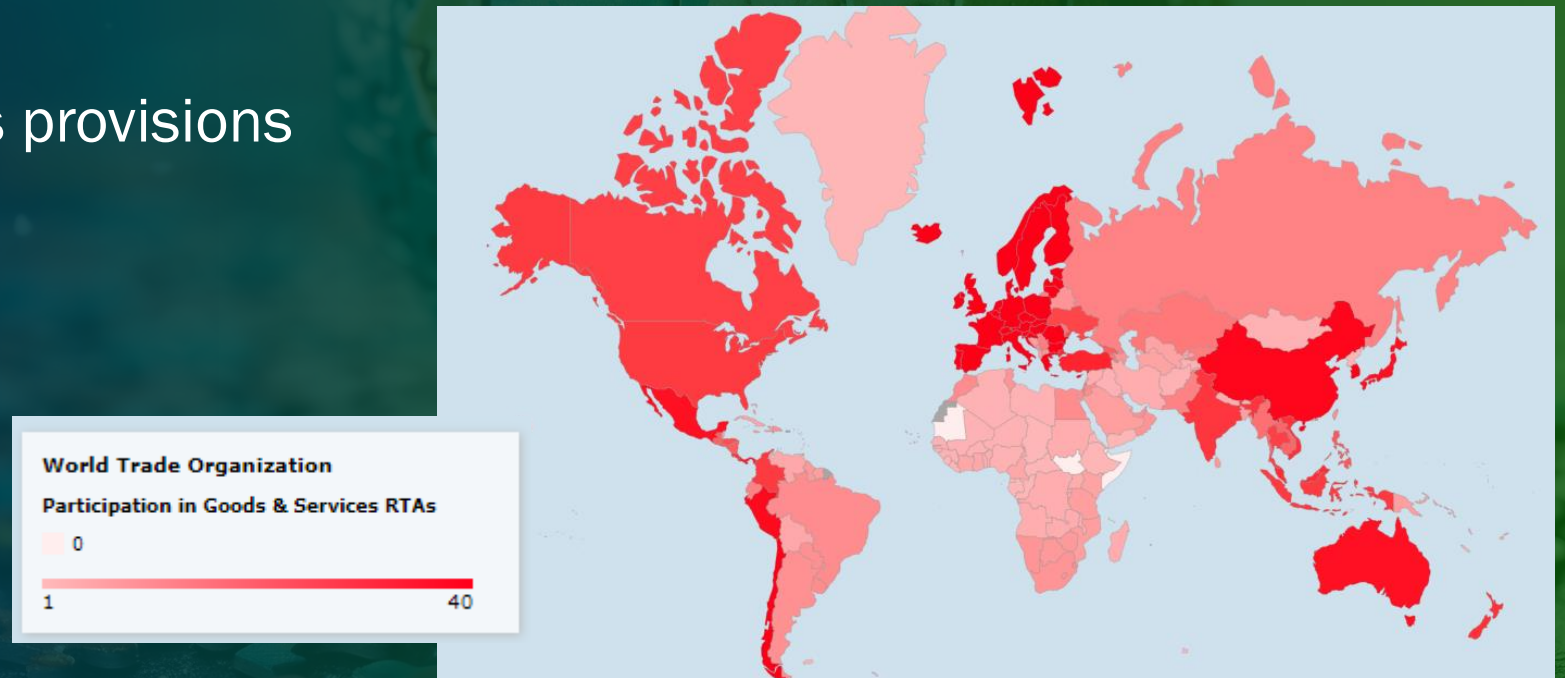 provisions
World Trade Organization
Participation in Goods & Services RTAs
0
1 40